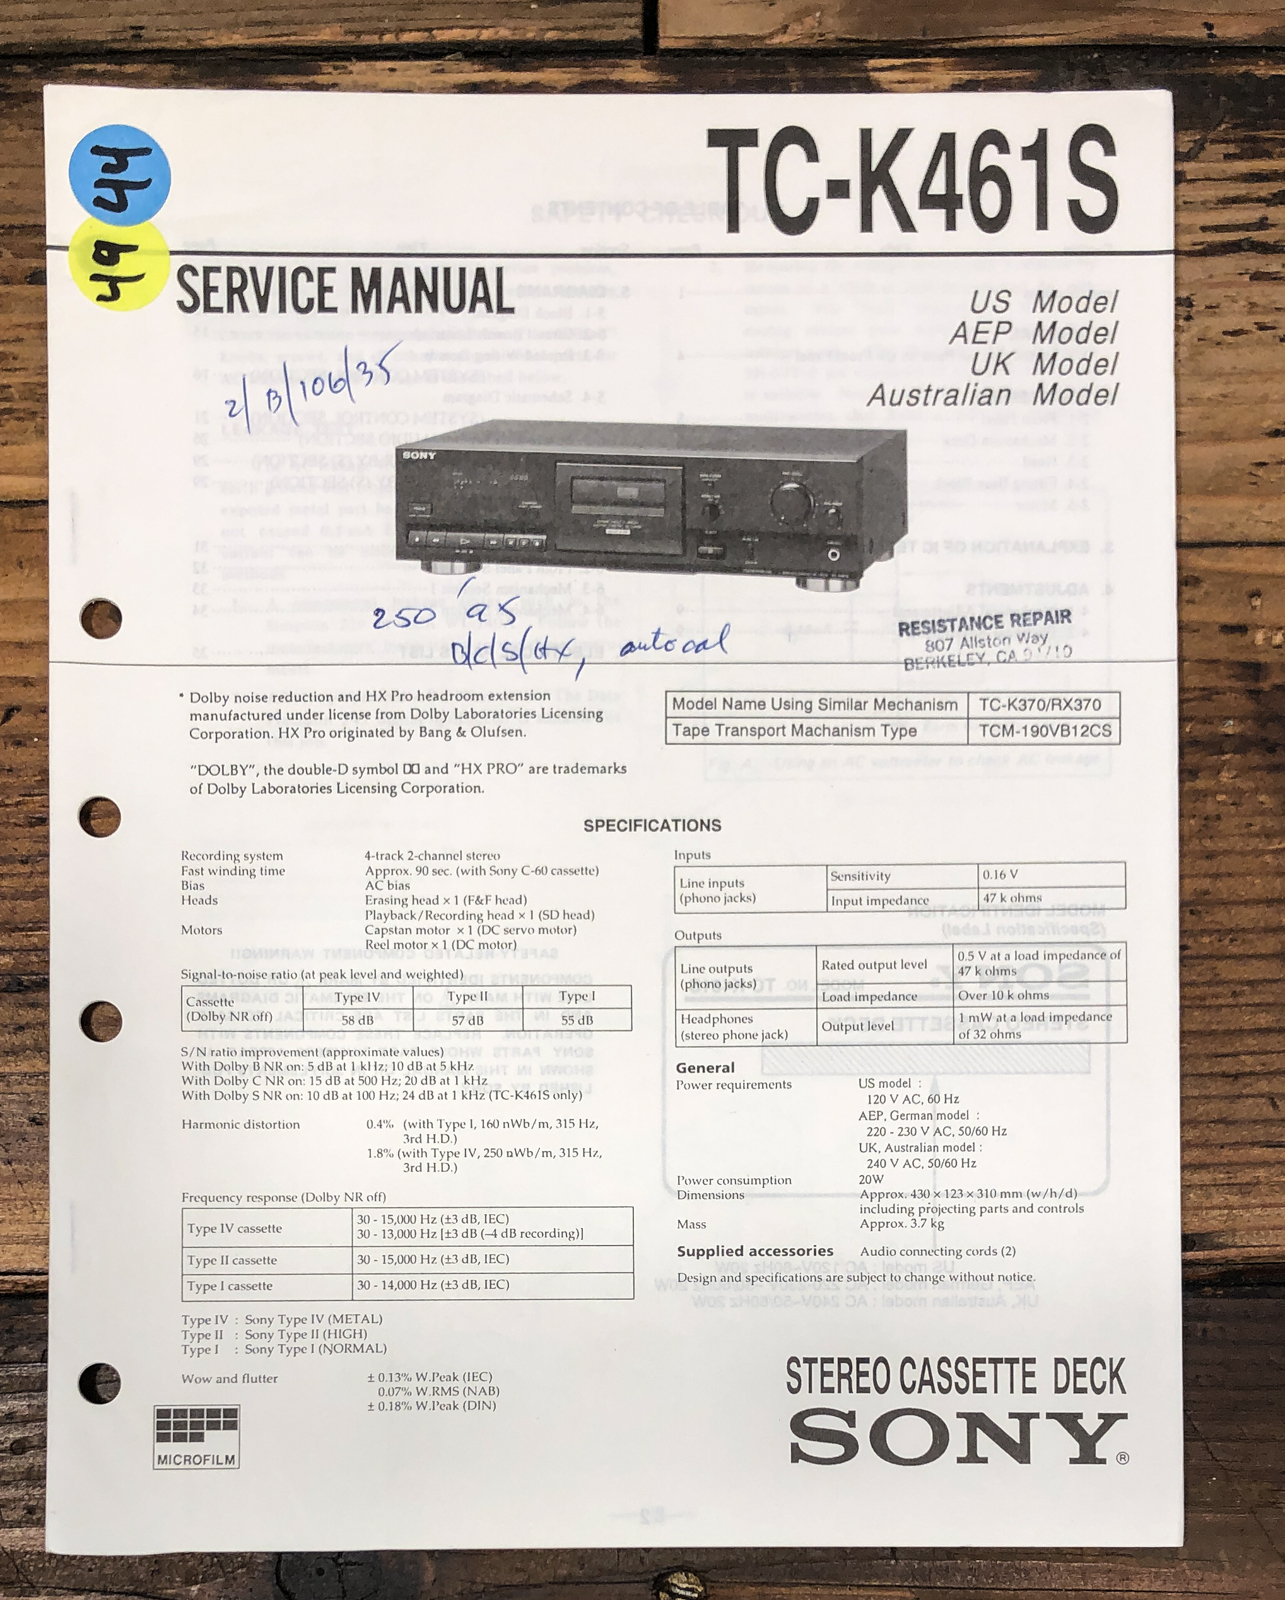 44
49
TC-K461S
SERVICE MANUAL
US Model
AEP Model
UK Model
Australian Model
2/B/106/35
SONY
250 'as
B/C/S/HX, autocal
RESISTANCE REPAIR
807 Allston Way
BERKELEY, CA 94710
* Dolby noise reduction and HX Pro headroom extension
manufactured under license from Dolby Laboratories Licensing
Corporation. HX Pro originated by Bang & Olufsen.
"DOLBY", the double-D symbol and "HX PRO" are trademarks
of Dolby Laboratories Licensing Corporation.
Model Name Using Similar Mechanism TC-K370/RX370
Tape Transport Machanism Type TCM-190VB12CS
SPECIFICATIONS
Recording system 4-track 2-channel stereo
Fast winding time Approx. 90 sec. (with Sony C-60 cassette)
Bias AC bias
Heads Erasing head × 1 (F&F head)
Playback/Recording head × 1 (SD head)
Motors Capstan motor × 1 (DC servo motor)
Reel motor × 1 (DC motor)
Signal-to-noise ratio (at peak level and weighted)
Cassette
(Dolby NR off) Type IV Type II Type I
58 dB 57 dB 55 dB
S/N ratio improvement (approximate values)
With Dolby B NR on: 5 dB at 1 kHz; 10 dB at 5 kHz
With Dolby C NR on: 15 dB at 500 Hz; 20 dB at 1 kHz
With Dolby S NR on: 10 dB at 100 Hz; 24 dB at 1 kHz (TC-K461S only)
Harmonic distortion 0.4% (with Type I, 160 nWb/m, 315 Hz,
3rd H.D.)
1.8% (with Type IV, 250 nWb/m, 315 Hz,
3rd H.D.)
Frequency response (Dolby NR off)
Type IV cassette 30 - 15,000 Hz (±3 dB, IEC)
30 - 13,000 Hz [±3 dB (–4 dB recording)]
Type II cassette 30 - 15,000 Hz (±3 dB, IEC)
Type I cassette 30 - 14,000 Hz (±3 dB, IEC)
Type IV : Sony Type IV (METAL)
Type II : Sony Type II (HIGH)
Type I : Sony Type I (NORMAL)
Wow and flutter ± 0.13% W.Peak (IEC)
0.07% W.RMS (NAB)
± 0.18% W.Peak (DIN)
MICROFILM
Inputs
Line inputs
(phono jacks) Sensitivity 0.16 V
Input impedance 47 k ohms
Outputs
Line outputs
(phono jacks) Rated output level 0.5 V at a load impedance of
47 k ohms
Load impedance Over 10 k ohms
Headphones
(stereo phone jack) Output level 1 mW at a load impedance
of 32 ohms
General
Power requirements US model :
120 V AC, 60 Hz
AEP, German model :
220 - 230 V AC, 50/60 Hz
UK, Australian model :
240 V AC, 50/60 Hz
Power consumption 20W
Dimensions Approx. 430 × 123 × 310 mm (w/h/d)
including projecting parts and controls
Mass Approx. 3.7 kg
Supplied accessories Audio connecting cords (2)
Design and specifications are subject to change without notice.
STEREO CASSETTE DECK
SONY®